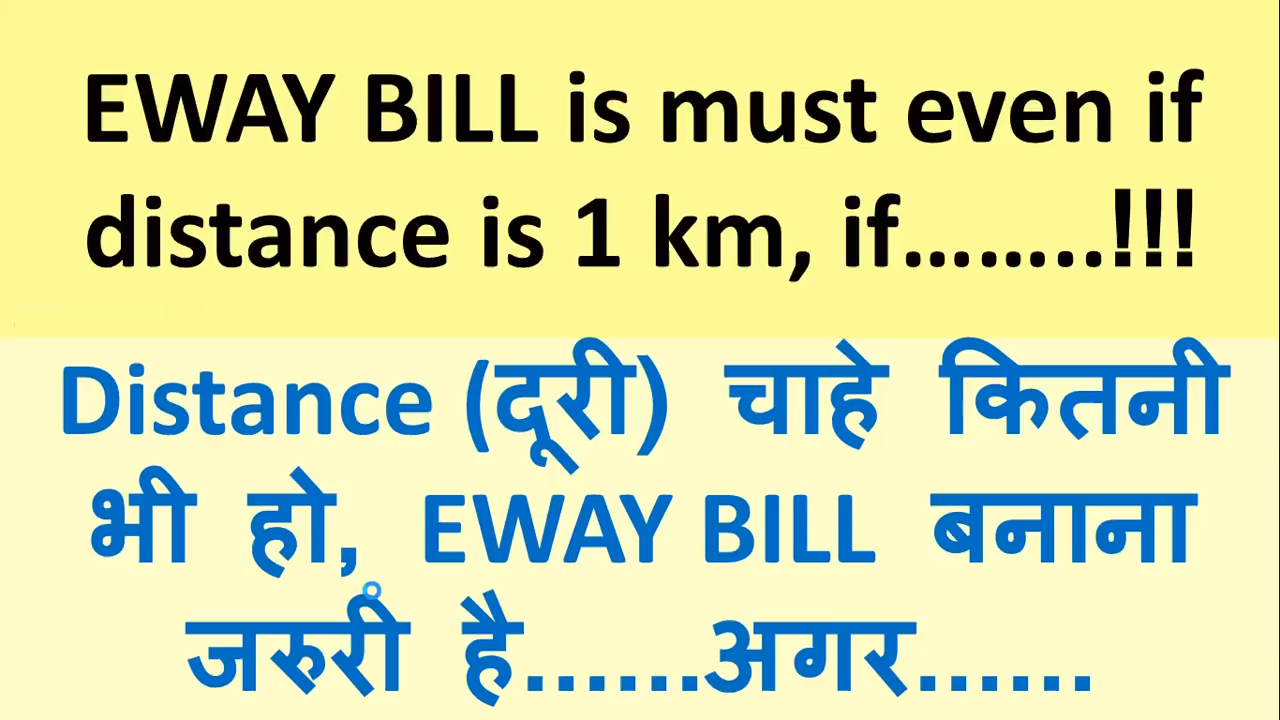 EWAY BILL is must even if
distance is 1 km, if……..!!!
Distance (दूरी) चाहे कितनी
भी हो, EWAY BILL बनाना
जरुरी है......अगर......